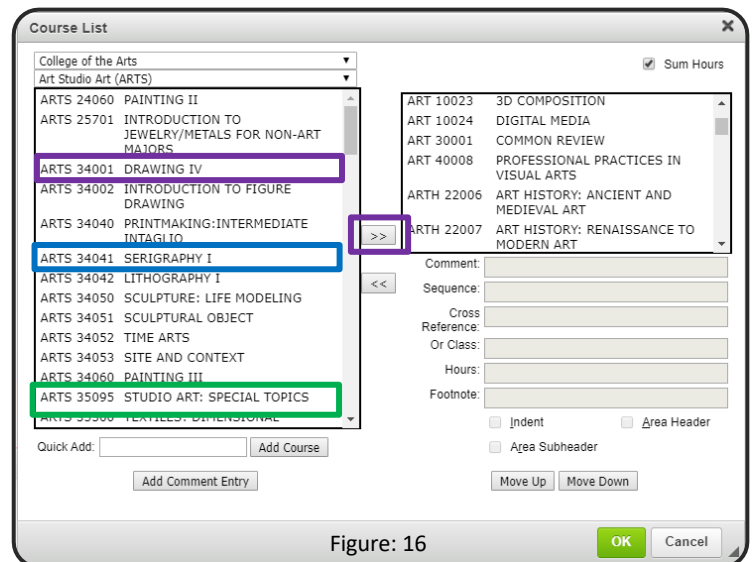 Course List
×
College of the Arts ▼
Art Studio Art (ARTS) ▼
Sum Hours
ARTS 24060 PAINTING II
ARTS 25701 INTRODUCTION TO
JEWELRY/METALS FOR NON-ART
MAJORS
ARTS 34001 DRAWING IV
ARTS 34002 INTRODUCTION TO FIGURE
DRAWING
ARTS 34040 PRINTMAKING:INTERMEDIATE
INTAGLIO
ARTS 34041 SERIGRAPHY I
ARTS 34042 LITHOGRAPHY I
ARTS 34050 SCULPTURE: LIFE MODELING
ARTS 34051 SCULPTURAL OBJECT
ARTS 34052 TIME ARTS
ARTS 34053 SITE AND CONTEXT
ARTS 34060 PAINTING III
ARTS 35095 STUDIO ART: SPECIAL TOPICS
TEXTILES: DIMENSIONAL
>>
<<
ART 10023 3D COMPOSITION
ART 10024 DIGITAL MEDIA
ART 30001 COMMON REVIEW
ART 40008 PROFESSIONAL PRACTICES IN
VISUAL ARTS
ARTH 22006 ART HISTORY: ANCIENT AND
MEDIEVAL ART
ARTH 22007 ART HISTORY: RENAISSANCE TO
MODERN ART
Comment:
Sequence:
Cross
Reference:
Or Class:
Hours:
Footnote:
Indent Area Header
Area Subheader
Quick Add: Add Course
Add Comment Entry
Move Up Move Down
Figure: 16
OK Cancel